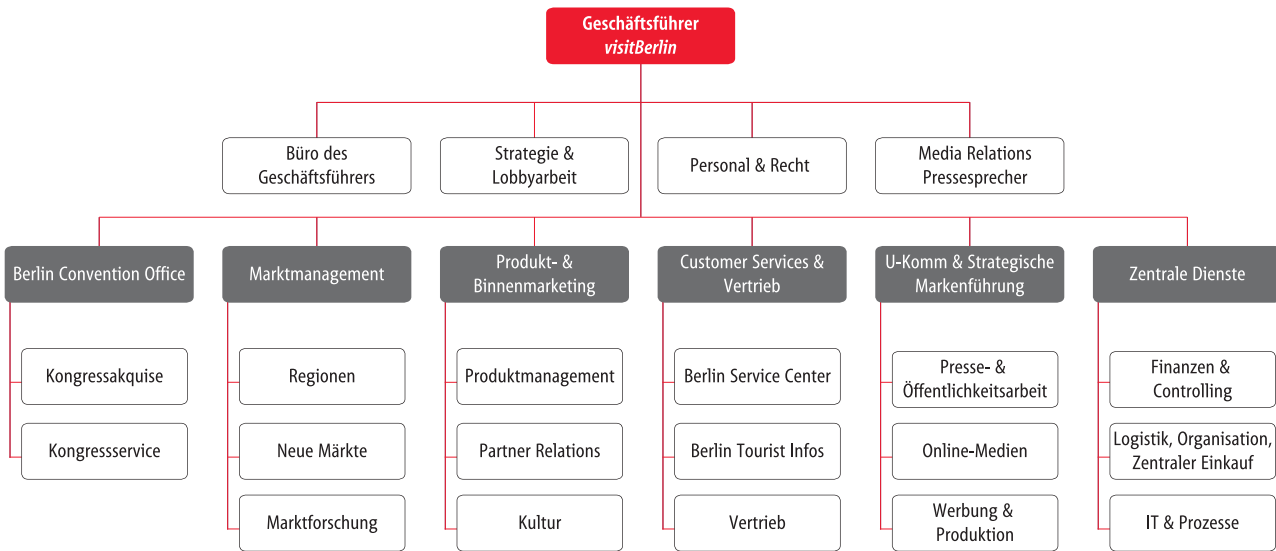 Geschäftsführer
visitBerlin
Büro des
Geschäftsführers
Strategie &
Lobbyarbeit
Personal & Recht
Media Relations
Pressesprecher
Berlin Convention Office
Marktmanagement
Produkt- &
Binnenmarketing
Customer Services &
Vertrieb
U-Komm & Strategische
Markenführung
Zentrale Dienste
Kongressakquise
Kongressservice
Regionen
Neue Märkte
Marktforschung
Produktmanagement
Partner Relations
Kultur
Berlin Service Center
Berlin Tourist Infos
Vertrieb
Presse- &
Öffentlichkeitsarbeit
Online-Medien
Werbung &
Produktion
Finanzen &
Controlling
Logistik, Organisation,
Zentraler Einkauf
IT & Prozesse